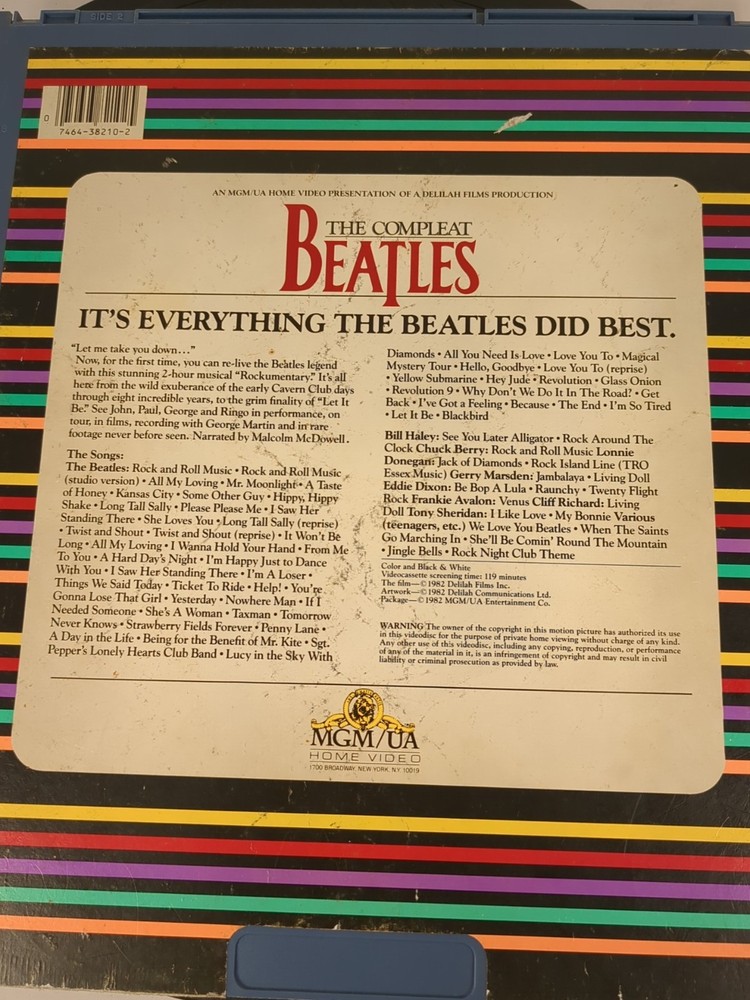 SIDE 2
0 7464-38210-2
AN MGM/UA HOME VIDEO PRESENTATION OF A DELILAH FILMS PRODUCTION
THE COMPLEAT
BEATLES
IT'S EVERYTHING THE BEATLES DID BEST.
"Let me take you down..."
Now, for the first time, you can re-live the Beatles legend
with this stunning 2-hour musical "Rockumentary." It's all
here from the wild exuberance of the early Cavern Club days
through eight incredible years, to the grim finality of "Let It
Be." See John, Paul, George and Ringo in performance, on
tour, in films, recording with George Martin and in rare
footage never before seen. Narrated by Malcolm McDowell.
The Songs:
The Beatles: Rock and Roll Music • Rock and Roll Music
(studio version) • All My Loving • Mr. Moonlight • A Taste
of Honey • Kansas City • Some Other Guy • Hippy, Hippy
Shake • Long Tall Sally • Please Please Me • I Saw Her
Standing There • She Loves You • Long Tall Sally (reprise)
• Twist and Shout • Twist and Shout (reprise) • It Won't Be
Long • All My Loving • I Wanna Hold Your Hand • From Me
To You • A Hard Day's Night • I'm Happy Just to Dance
With You • I Saw Her Standing There • I'm A Loser •
Things We Said Today • Ticket To Ride • Help! • You're
Gonna Lose That Girl • Yesterday • Nowhere Man • If I
Needed Someone • She's A Woman • Taxman • Tomorrow
Never Knows • Strawberry Fields Forever • Penny Lane •
A Day in the Life • Being for the Benefit of Mr. Kite • Sgt.
Pepper's Lonely Hearts Club Band • Lucy in the Sky With
Diamonds • All You Need Is Love • Love You To • Magical
Mystery Tour • Hello, Goodbye • Love You To (reprise)
• Yellow Submarine • Hey Jude • Revolution • Glass Onion
• Revolution 9 • Why Don't We Do It In The Road? • Get
Back • I've Got a Feeling • Because • The End • I'm So Tired
• Let It Be • Blackbird
Bill Haley: See You Later Alligator • Rock Around The
Clock Chuck Berry: Rock and Roll Music Lonnie
Donegan: Jack of Diamonds • Rock Island Line (TRO
Essex Music) Gerry Marsden: Jambalaya • Living Doll
Eddie Dixon: Be Bop A Lula • Raunchy • Twenty Flight
Rock Frankie Avalon: Venus Cliff Richard: Living
Doll Tony Sheridan: I Like Love • My Bonnie Various
(teenagers, etc.) We Love You Beatles • When The Saints
Go Marching In • She'll Be Comin' Round The Mountain
• Jingle Bells • Rock Night Club Theme
Color and Black & White
Videocassette screening time: 119 minutes
The film—©1982 Delilah Films Inc.
Artwork—©1982 Delilah Communications Ltd.
Package—©1982 MGM/UA Entertainment Co.
WARNING The owner of the copyright in this motion picture has authorized its use
in this videodisc for the purpose of private home viewing without charge of any kind.
Any other use of this videodisc, including any copying, reproduction, or performance
of any of the material in it, is an infringement of copyright and may result in civil
liability or criminal prosecution as provided by law.
MGM/UA
HOME VIDEO
1700 BROADWAY, NEW YORK, N.Y. 10019